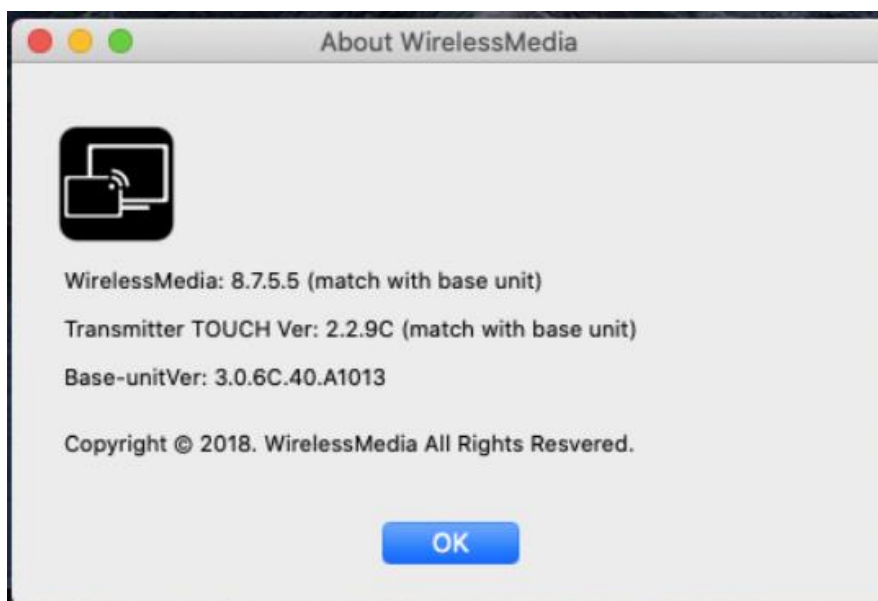 About WirelessMedia
WirelessMedia: 8.7.5.5 (match with base unit)
Transmitter TOUCH Ver: 2.2.9C (match with base unit)
Base-unitVer: 3.0.6C.40.A1013
Copyright © 2018. WirelessMedia All Rights Resvered.
OK